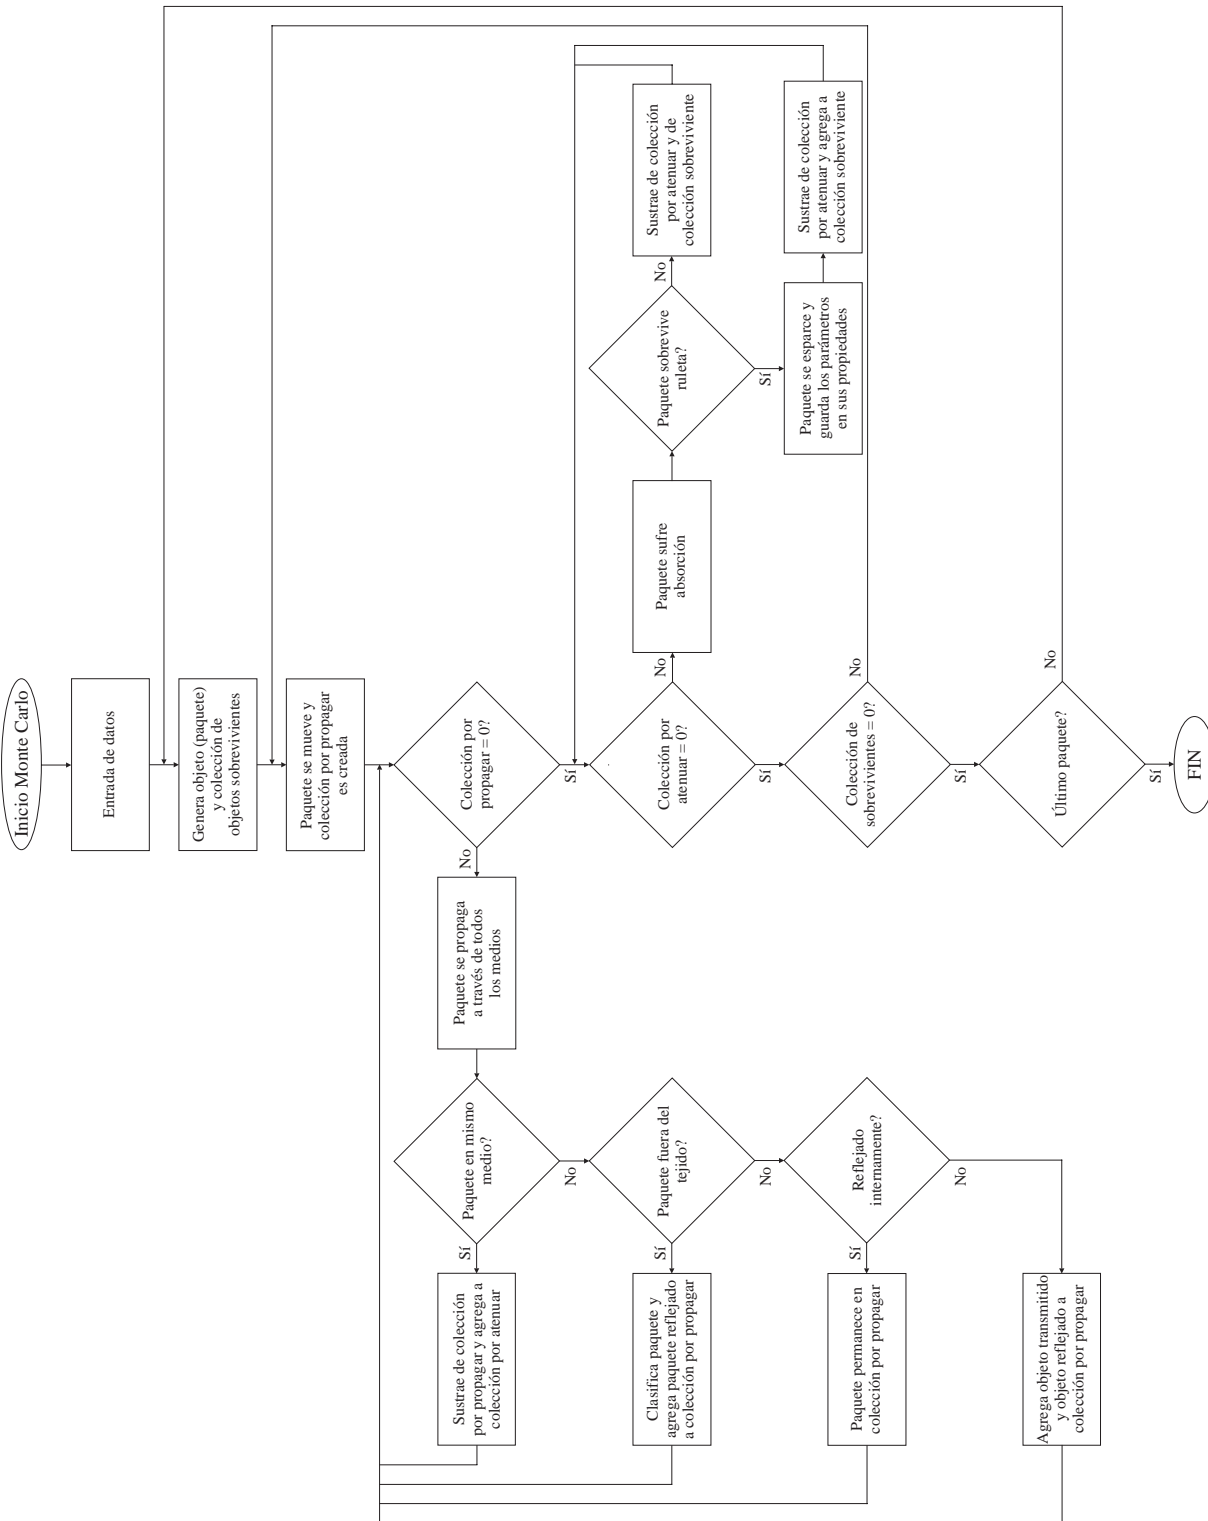 Inicio Monte Carlo
Entrada de datos
Genera objeto (paquete)
y colección de
objetos sobrevivientes
Paquete se mueve y
colección por propagar
es creada
Colección por
propagar = 0?
No
Sí
Paquete se propaga
a través de todos
los medios
Paquete en mismo
medio?
Sí
No
Sustrae de colección
por propagar y agrega a
colección por atenuar
Paquete fuera del
tejido?
Sí
No
Clasifica paquete y
agrega paquete reflejado
a colección por propagar
Reflejado
internamente?
Sí
No
Paquete permanece en
colección por propagar
Agrega objeto transmitido
y objeto reflejado a
colección por propagar
Colección por
atenuar = 0?
No
Sí
Paquete sufre
absorción
Paquete sobrevive
ruleta?
No
Sí
Sustrae de colección
por atenuar y de
colección sobreviviente
Paquete se esparce y
guarda los parámetros
en sus propiedades
Sustrae de colección
por atenuar y agrega a
colección sobreviviente
Colección de
sobrevivientes = 0?
No
Sí
Último paquete?
No
Sí
FIN